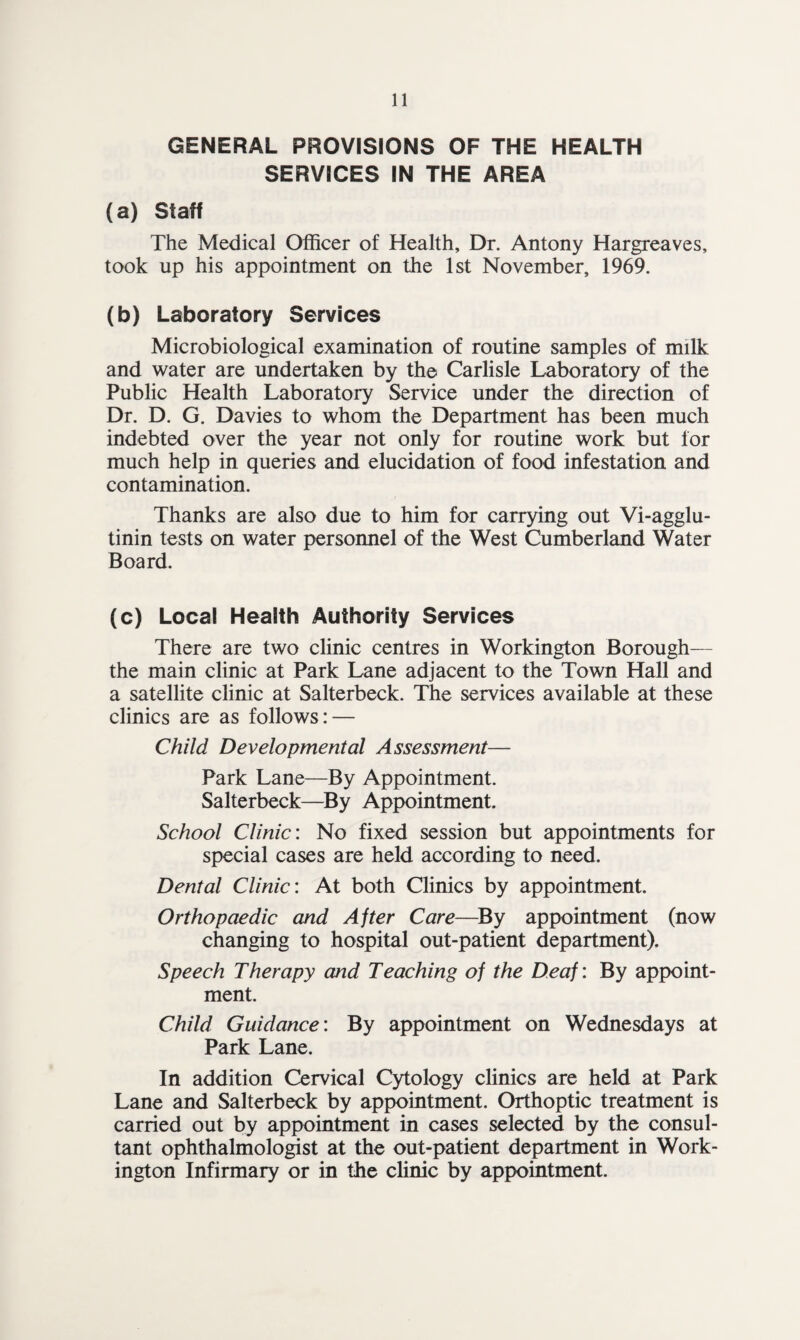 11
GENERAL PROVISIONS OF THE HEALTH
SERVICES IN THE AREA
(a) Staff
The Medical Officer of Health, Dr. Antony Hargreaves,
took up his appointment on the 1st November, 1969.
(b) Laboratory Services
Microbiological examination of routine samples of milk
and water are undertaken by the Carlisle Laboratory of the
Public Health Laboratory Service under the direction of
Dr. D. G. Davies to whom the Department has been much
indebted over the year not only for routine work but for
much help in queries and elucidation of food infestation and
contamination.
Thanks are also due to him for carrying out Vi-agglu-
tinin tests on water personnel of the West Cumberland Water
Board.
(c) Local Health Authority Services
There are two clinic centres in Workington Borough—
the main clinic at Park Lane adjacent to the Town Hall and
a satellite clinic at Salterbeck. The services available at these
clinics are as follows: —
Child Developmental Assessment—
Park Lane—By Appointment.
Salterbeck—By Appointment.
School Clinic: No fixed session but appointments for
special cases are held according to need.
Dental Clinic: At both Clinics by appointment.
Orthopaedic and After Care—By appointment (now
changing to hospital out-patient department).
Speech Therapy and Teaching of the Deaf: By appoint-
ment.
Child Guidance: By appointment on Wednesdays at
Park Lane.
In addition Cervical Cytology clinics are held at Park
Lane and Salterbeck by appointment. Orthoptic treatment is
carried out by appointment in cases selected by the consul-
tant ophthalmologist at the out-patient department in Work-
ington Infirmary or in the clinic by appointment.